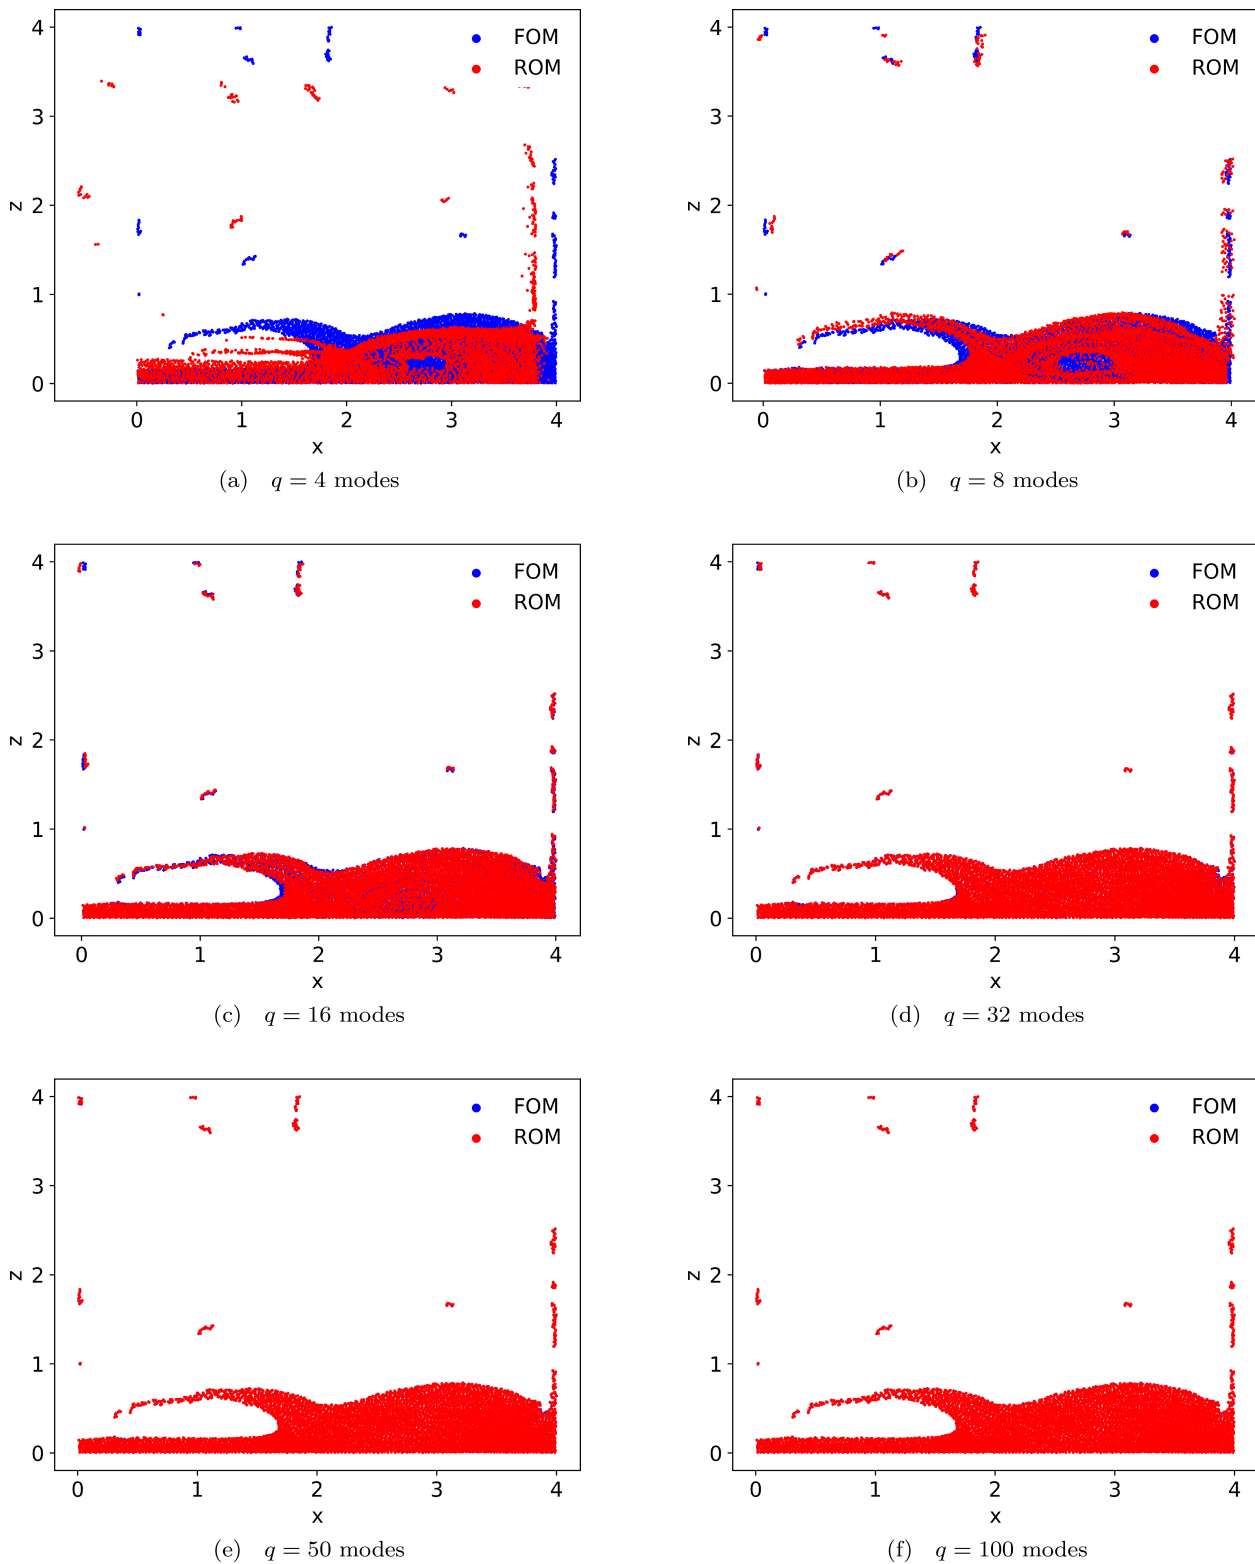 4
3
2
1
0
z
FOM
ROM
0 1 2 3 4
x
(a) q = 4 modes
4
3
2
1
0
z
FOM
ROM
0 1 2 3 4
x
(b) q = 8 modes
4
3
2
1
0
z
FOM
ROM
0 1 2 3 4
x
(c) q = 16 modes
4
3
2
1
0
z
FOM
ROM
0 1 2 3 4
x
(d) q = 32 modes
4
3
2
1
0
z
FOM
ROM
0 1 2 3 4
x
(e) q = 50 modes
4
3
2
1
0
z
FOM
ROM
0 1 2 3 4
x
(f) q = 100 modes